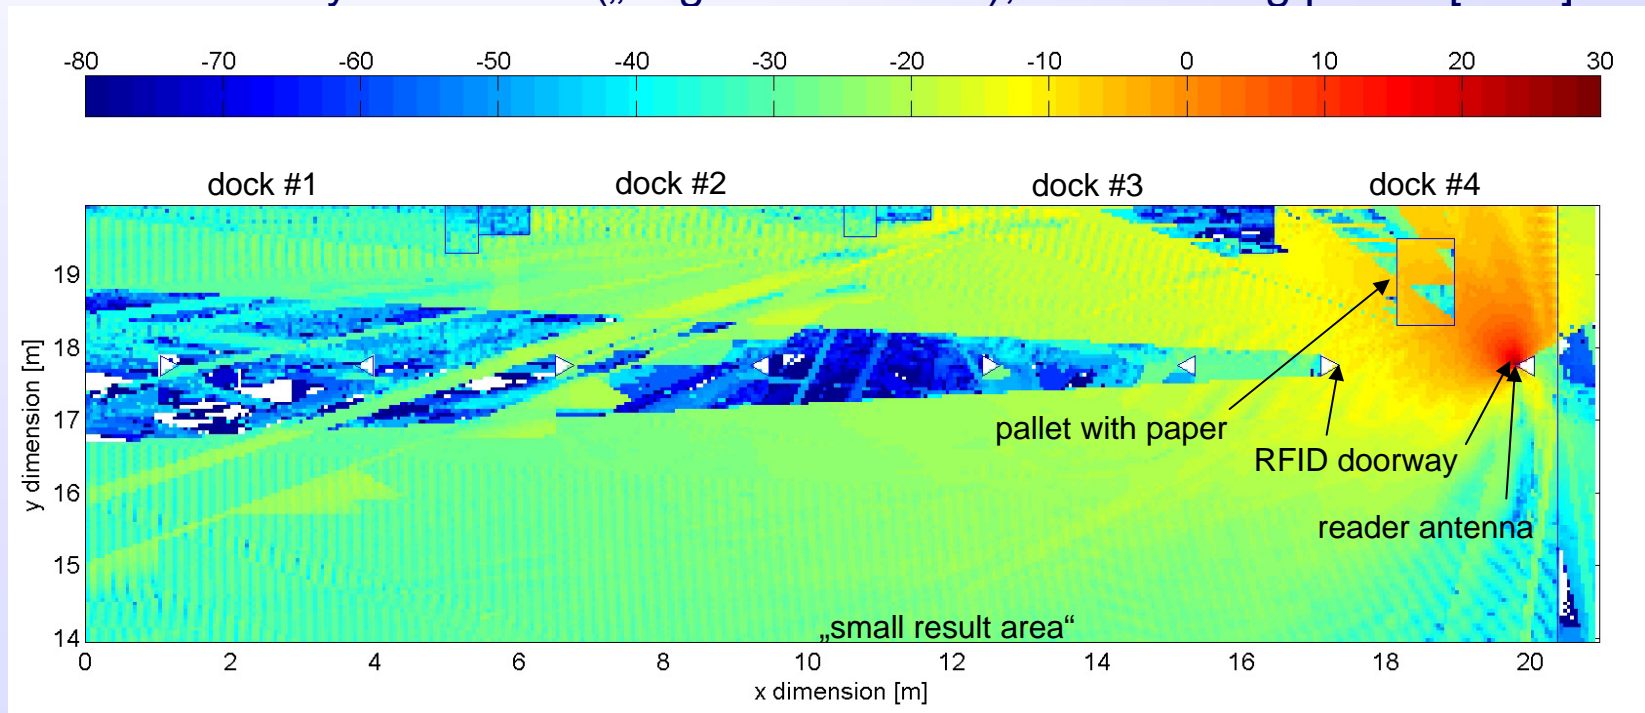 -80 -70 -60 -50 -40 -30 -20 -10 0 10 20 30
dock #1 dock #2 dock #3 dock #4
19
18
17
16
15
14
y dimension [m]
pallet with paper
RFID doorway
reader antenna
„small result area“
0 2 4 6 8 10 12 14 16 18 20
x dimension [m]